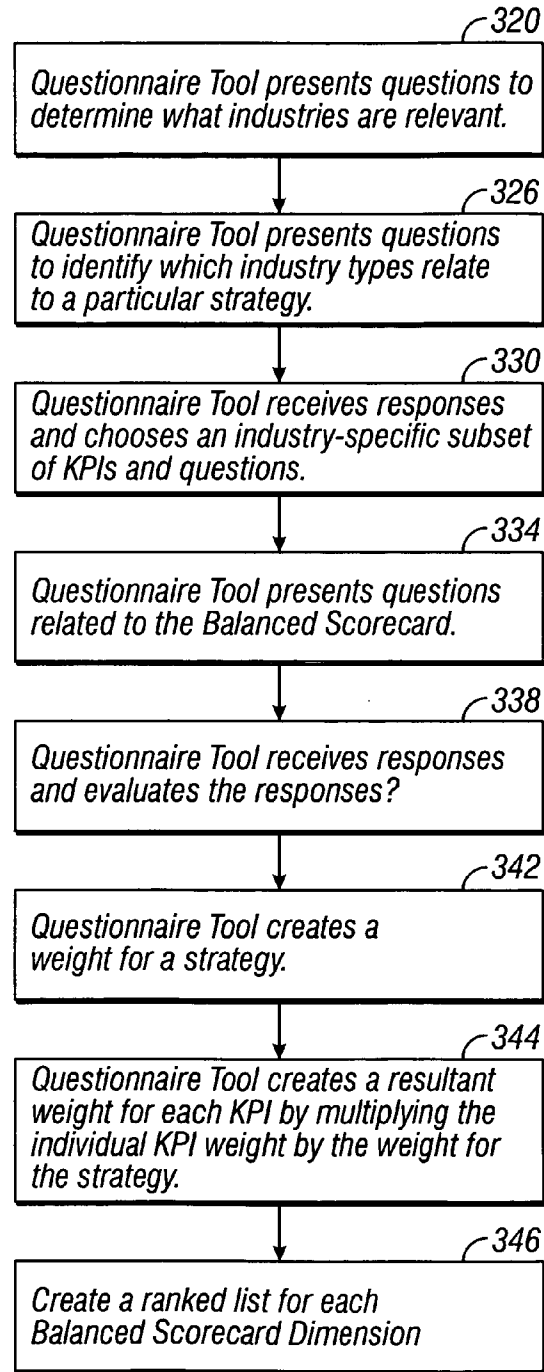 320
Questionnaire Tool presents questions to
determine what industries are relevant.
326
Questionnaire Tool presents questions
to identify which industry types relate
to a particular strategy.
330
Questionnaire Tool receives responses
and chooses an industry-specific subset
of KPIs and questions.
334
Questionnaire Tool presents questions
related to the Balanced Scorecard.
338
Questionnaire Tool receives responses
and evaluates the responses?
342
Questionnaire Tool creates a
weight for a strategy.
344
Questionnaire Tool creates a resultant
weight for each KPI by multiplying the
individual KPI weight by the weight for
the strategy.
346
Create a ranked list for each
Balanced Scorecard Dimension